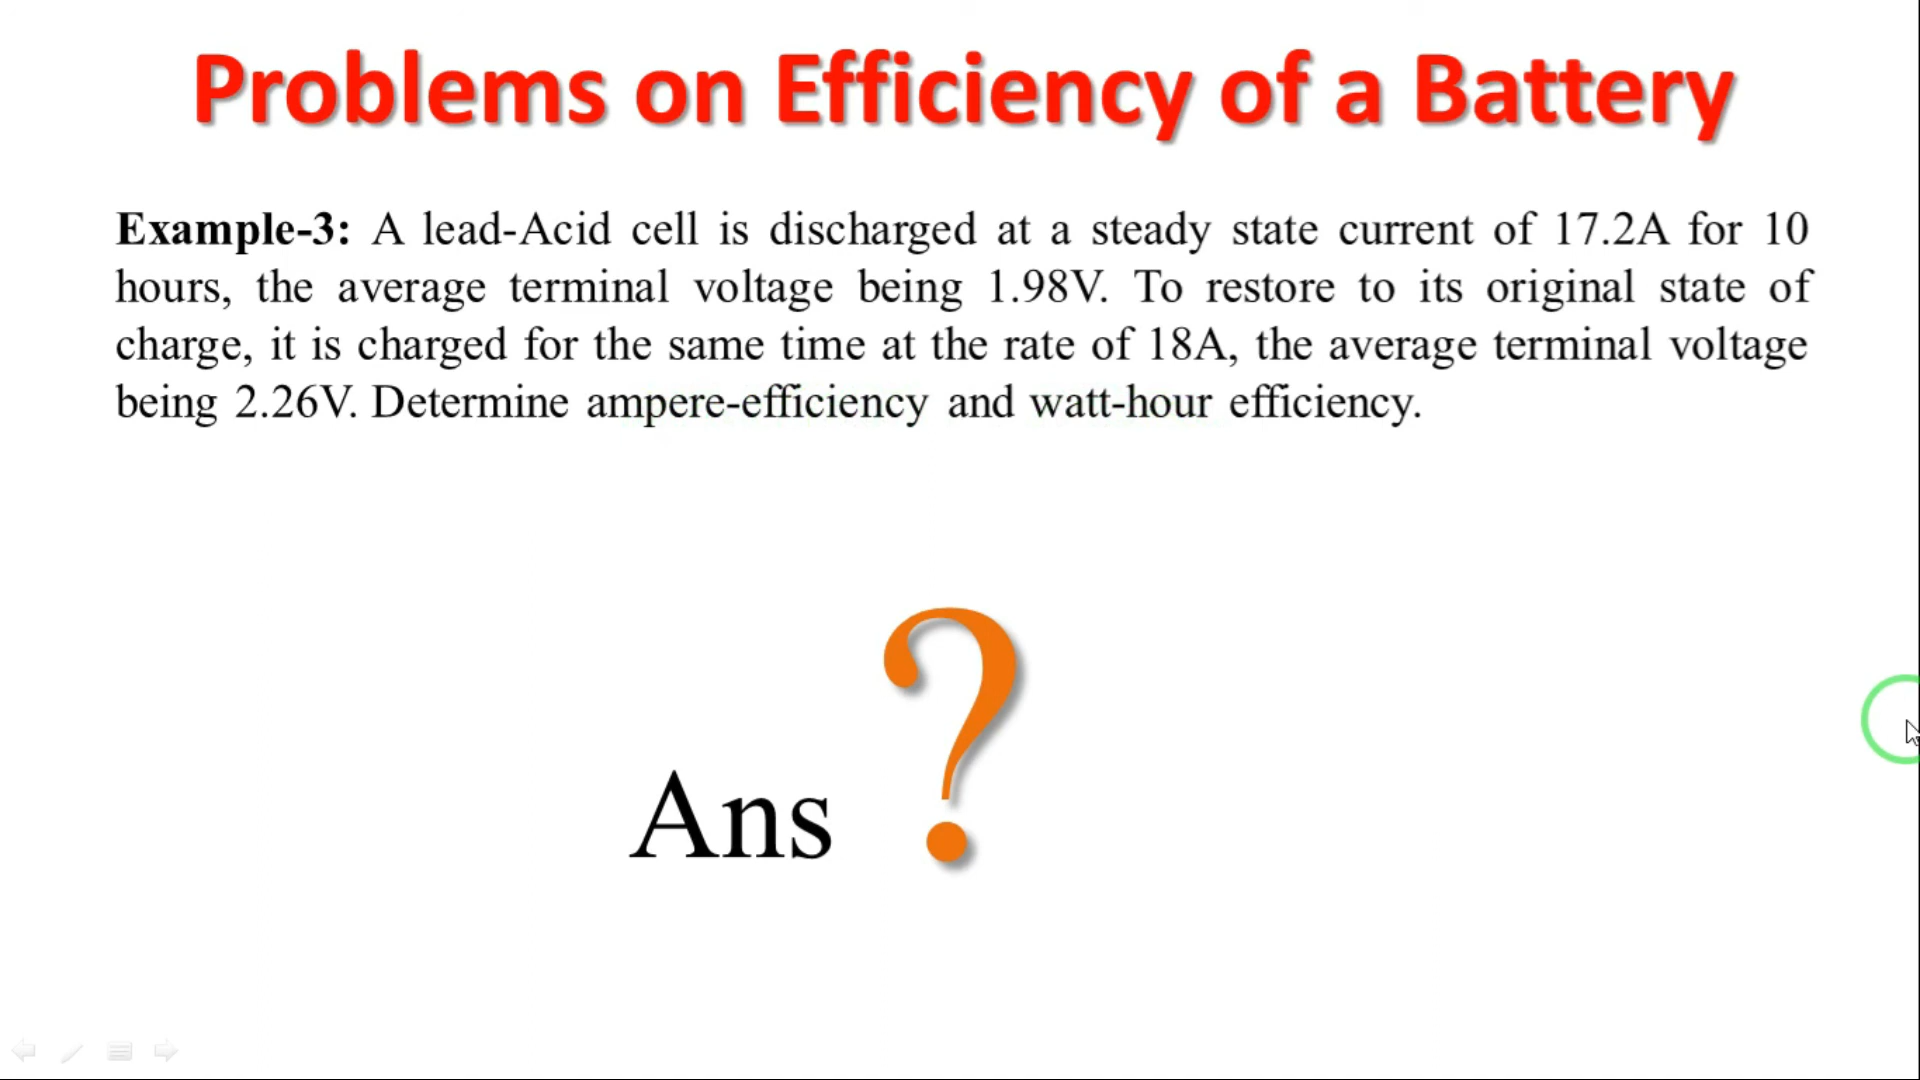 Problems on Efficiency of a Battery
Example-3: A lead-Acid cell is discharged at a steady state current of 17.2A for 10
hours, the average terminal voltage being 1.98V. To restore to its original state of
charge, it is charged for the same time at the rate of 18A, the average terminal voltage
being 2.26V. Determine ampere-efficiency and watt-hour efficiency.
Ans ?